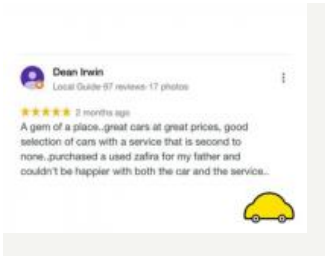 Dean Irwin
Local Guide·97 reviews·17 photos
2 months ago
A gem of a place..great cars at great prices, good
selection of cars with a service that is second to
none..purchased a used zafira for my father and
couldn't be happier with both the car and the service..